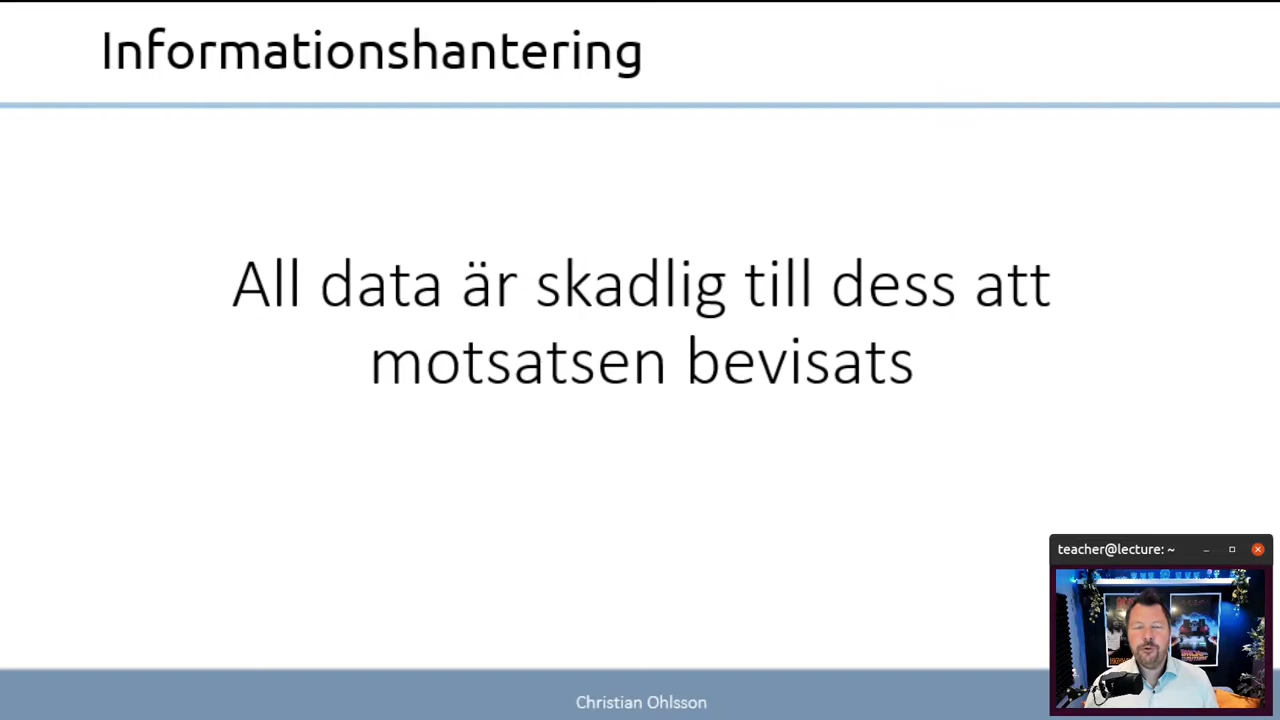 Informationshantering
All data är skadlig till dess att
motsatsen bevisats
teacher@lecture: ~
Christian Ohlsson